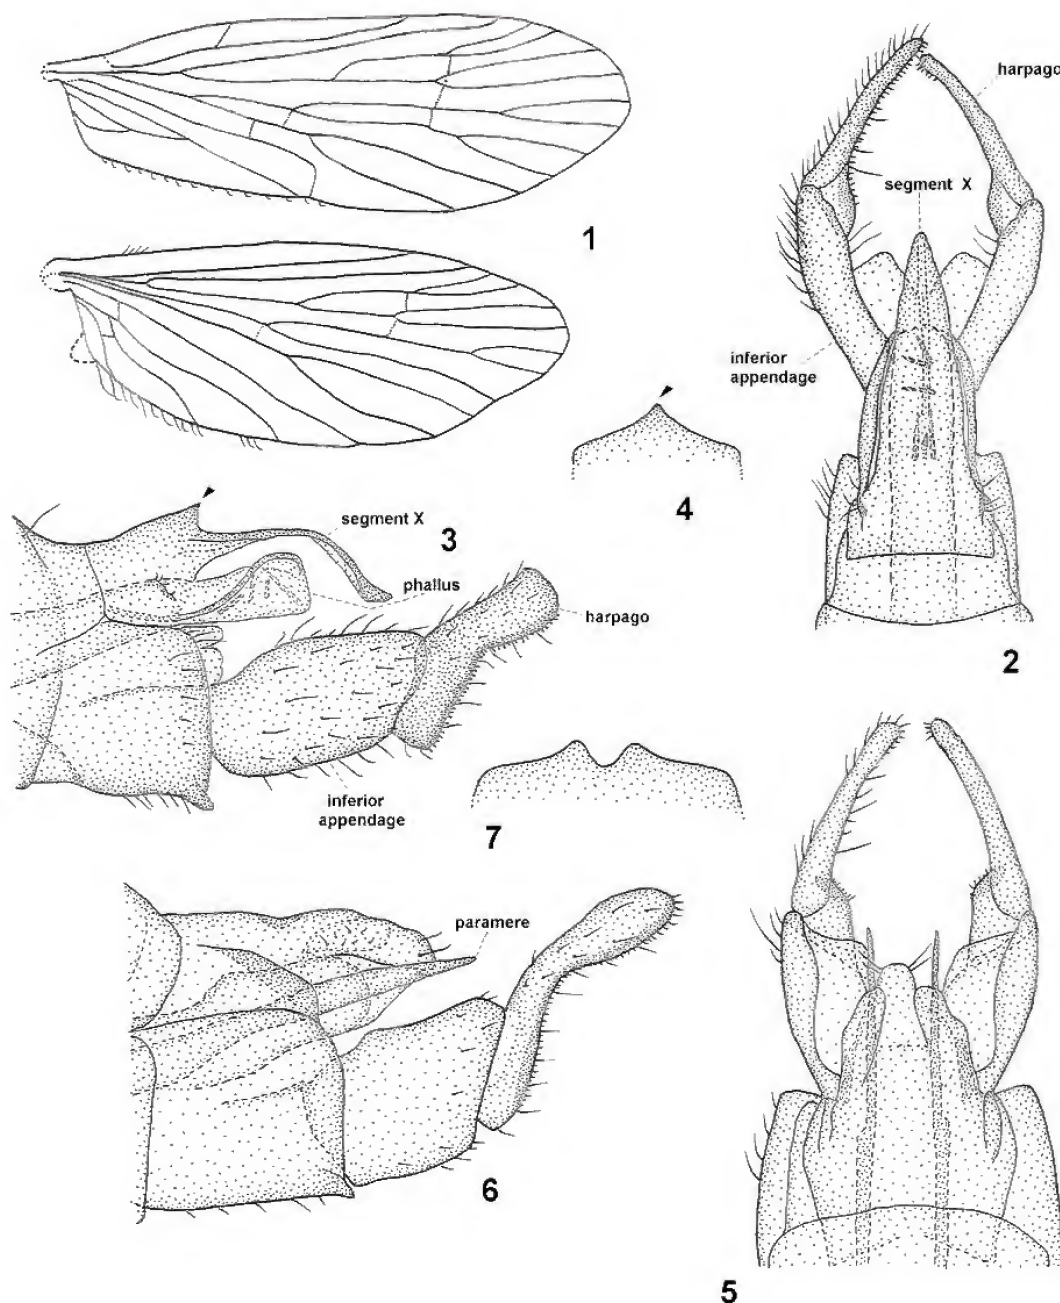 1
harpago
segment X
inferior
appendage
2
4
segment X
3
phallus
harpago
inferior
appendage
7
paramere
6
5